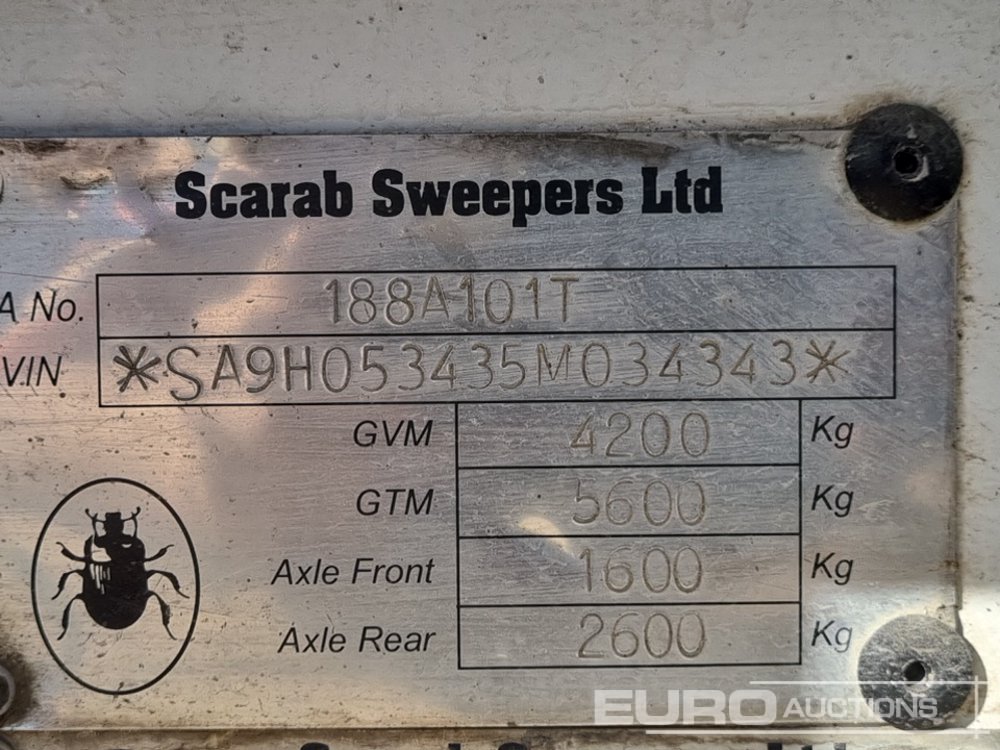 Scarab Sweepers Ltd
A No. 188A101T
VIN *SA9H053435M034343*
GVM 4200 Kg
GTM 5600 Kg
Axle Front 1600 Kg
Axle Rear 2600 Kg
EURO AUCTIONS